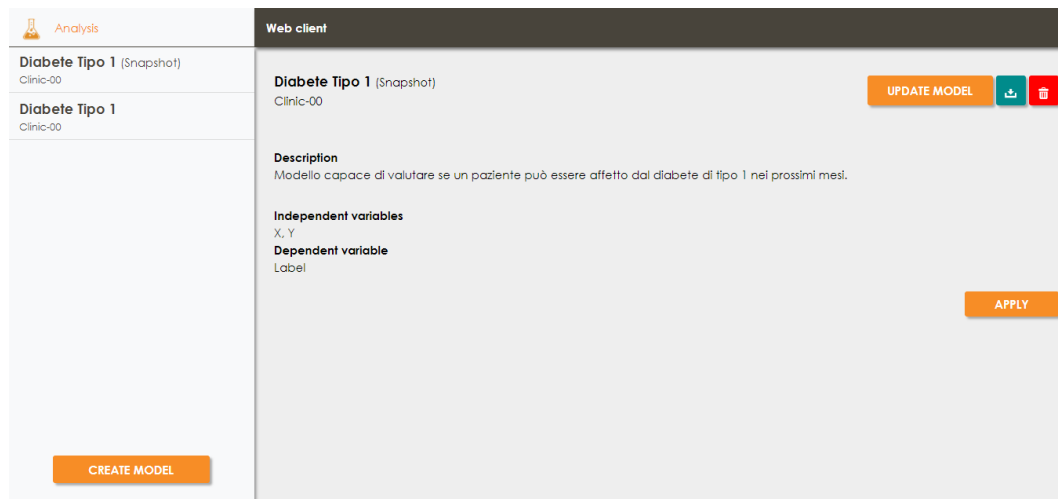 Analysis
Diabete Tipo 1 (Snapshot)
Clinic-00
Diabete Tipo 1
Clinic-00
CREATE MODEL
Web client
Diabete Tipo 1 (Snapshot)
Clinic-00
UPDATE MODEL
Description
Modello capace di valutare se un paziente può essere affetto dal diabete di tipo 1 nei prossimi mesi.
Independent variables
X, Y
Dependent variable
Label
APPLY